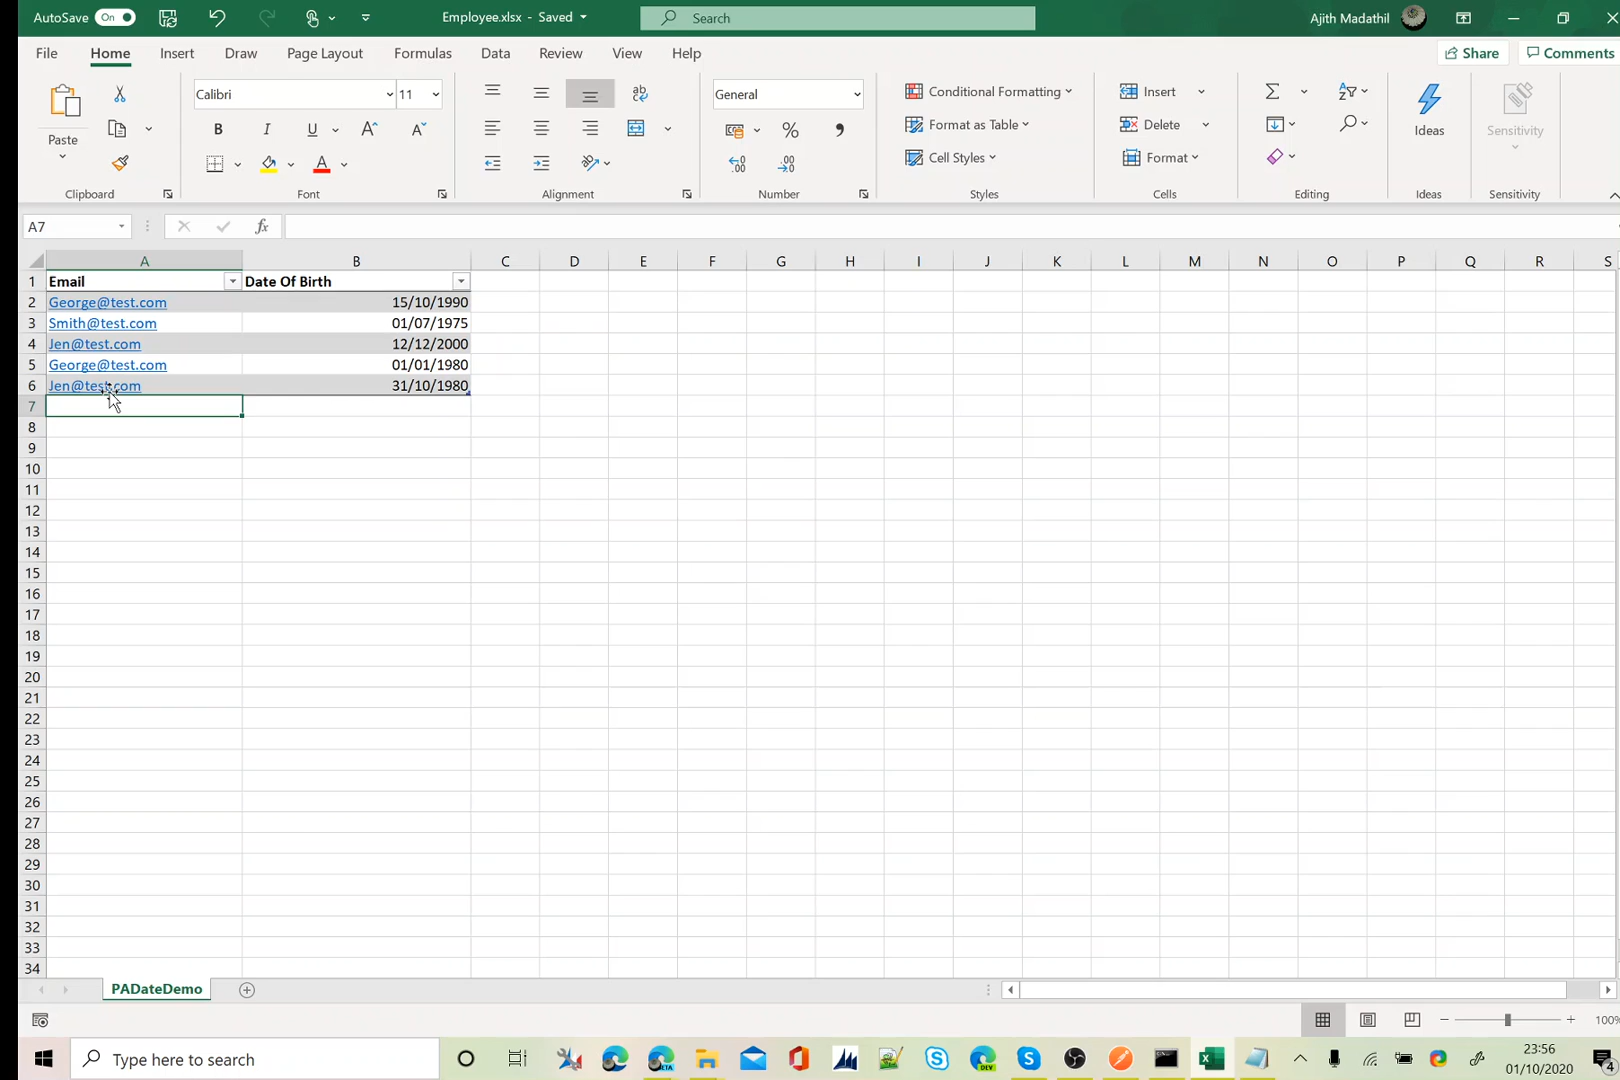 AutoSave On Employee.xlsx - Saved Search Ajith Madathil
File Home Insert Draw Page Layout Formulas Data Review View Help Share Comments
Calibri 11 General Conditional Formatting Insert
Paste Format as Table Delete Ideas Sensitivity
Cell Styles Format
Clipboard Font Alignment Number Styles Cells Editing Ideas Sensitivity
A7 fx
A B C D E F G H I J K L M N O P Q R S
1 Email Date Of Birth
2 George@test.com 15/10/1990
3 Smith@test.com 01/07/1975
4 Jen@test.com 12/12/2000
5 George@test.com 01/01/1980
6 Jen@test.com 31/10/1980
7
8
9
10
11
12
13
14
15
16
17
18
19
20
21
22
23
24
25
26
27
28
29
30
31
32
33
34
PADateDemo
100%
Type here to search 23:56
01/10/2020 4